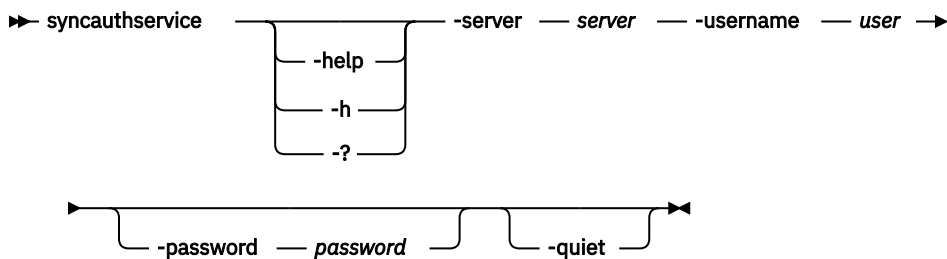 syncauthservice -server server -username user
-help
-h
-?
-password password -quiet